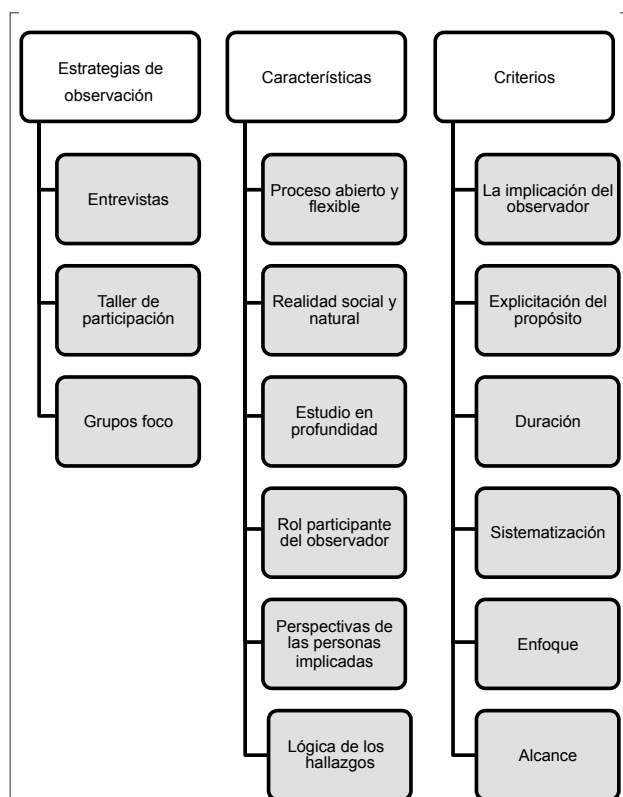 Estrategias de
observación
Entrevistas
Taller de
participación
Grupos foco
Características
Proceso abierto y
flexible
Realidad social y
natural
Estudio en
profundidad
Rol participante
del observador
Perspectivas de
las personas
implicadas
Lógica de los
hallazgos
Criterios
La implicación del
observador
Explicitación del
propósito
Duración
Sistematización
Enfoque
Alcance